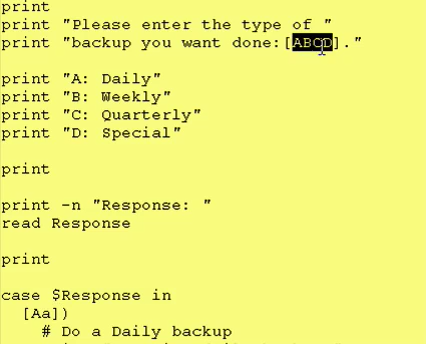 print
print "Please enter the type of "
print "backup you want done:[ABCD]."
print "A: Daily"
print "B: Weekly"
print "C: Quarterly"
print "D: Special"
print
print -n "Response: "
read Response
print
case $Response in
[Aa])
# Do a Daily backup